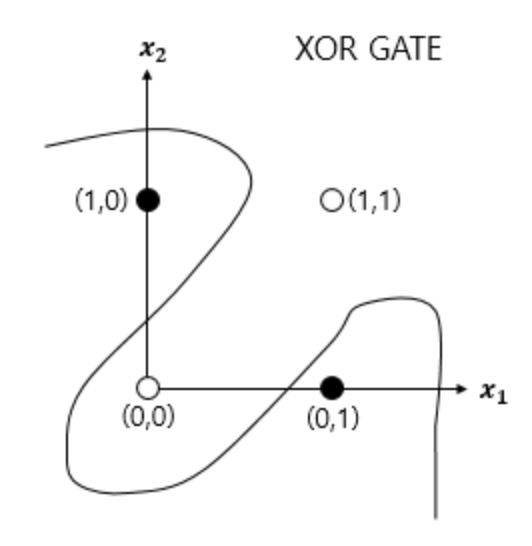 x₂
XOR GATE
(1,0)
(1,1)
x₁
(0,0)
(0,1)